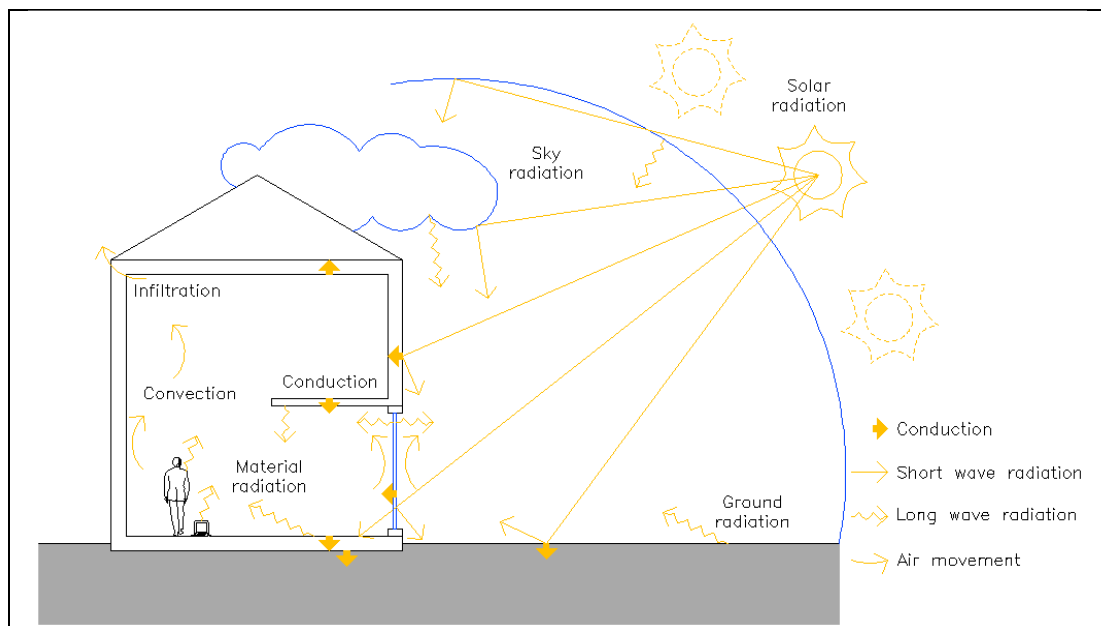 Solar
radiation
Sky
radiation
Infiltration
Convection
Conduction
Material
radiation
Ground
radiation
Conduction
Short wave radiation
Long wave radiation
Air movement